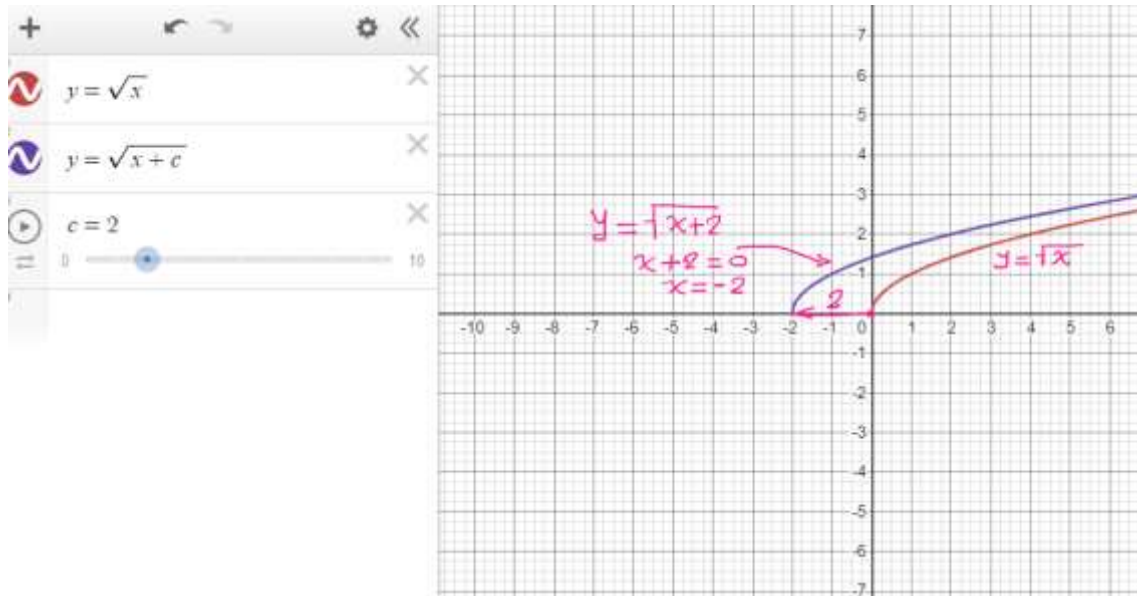 y = √x
y = √x + c
c = 2
0
10
y = √x+2
x+2 = 0
x = -2
2
y = √x
7
6
5
4
3
2
1
-10 -9 -8 -7 -6 -5 -4 -3 -2 -1 0 1 2 3 4 5 6
-1
-2
-3
-4
-5
-6
-7